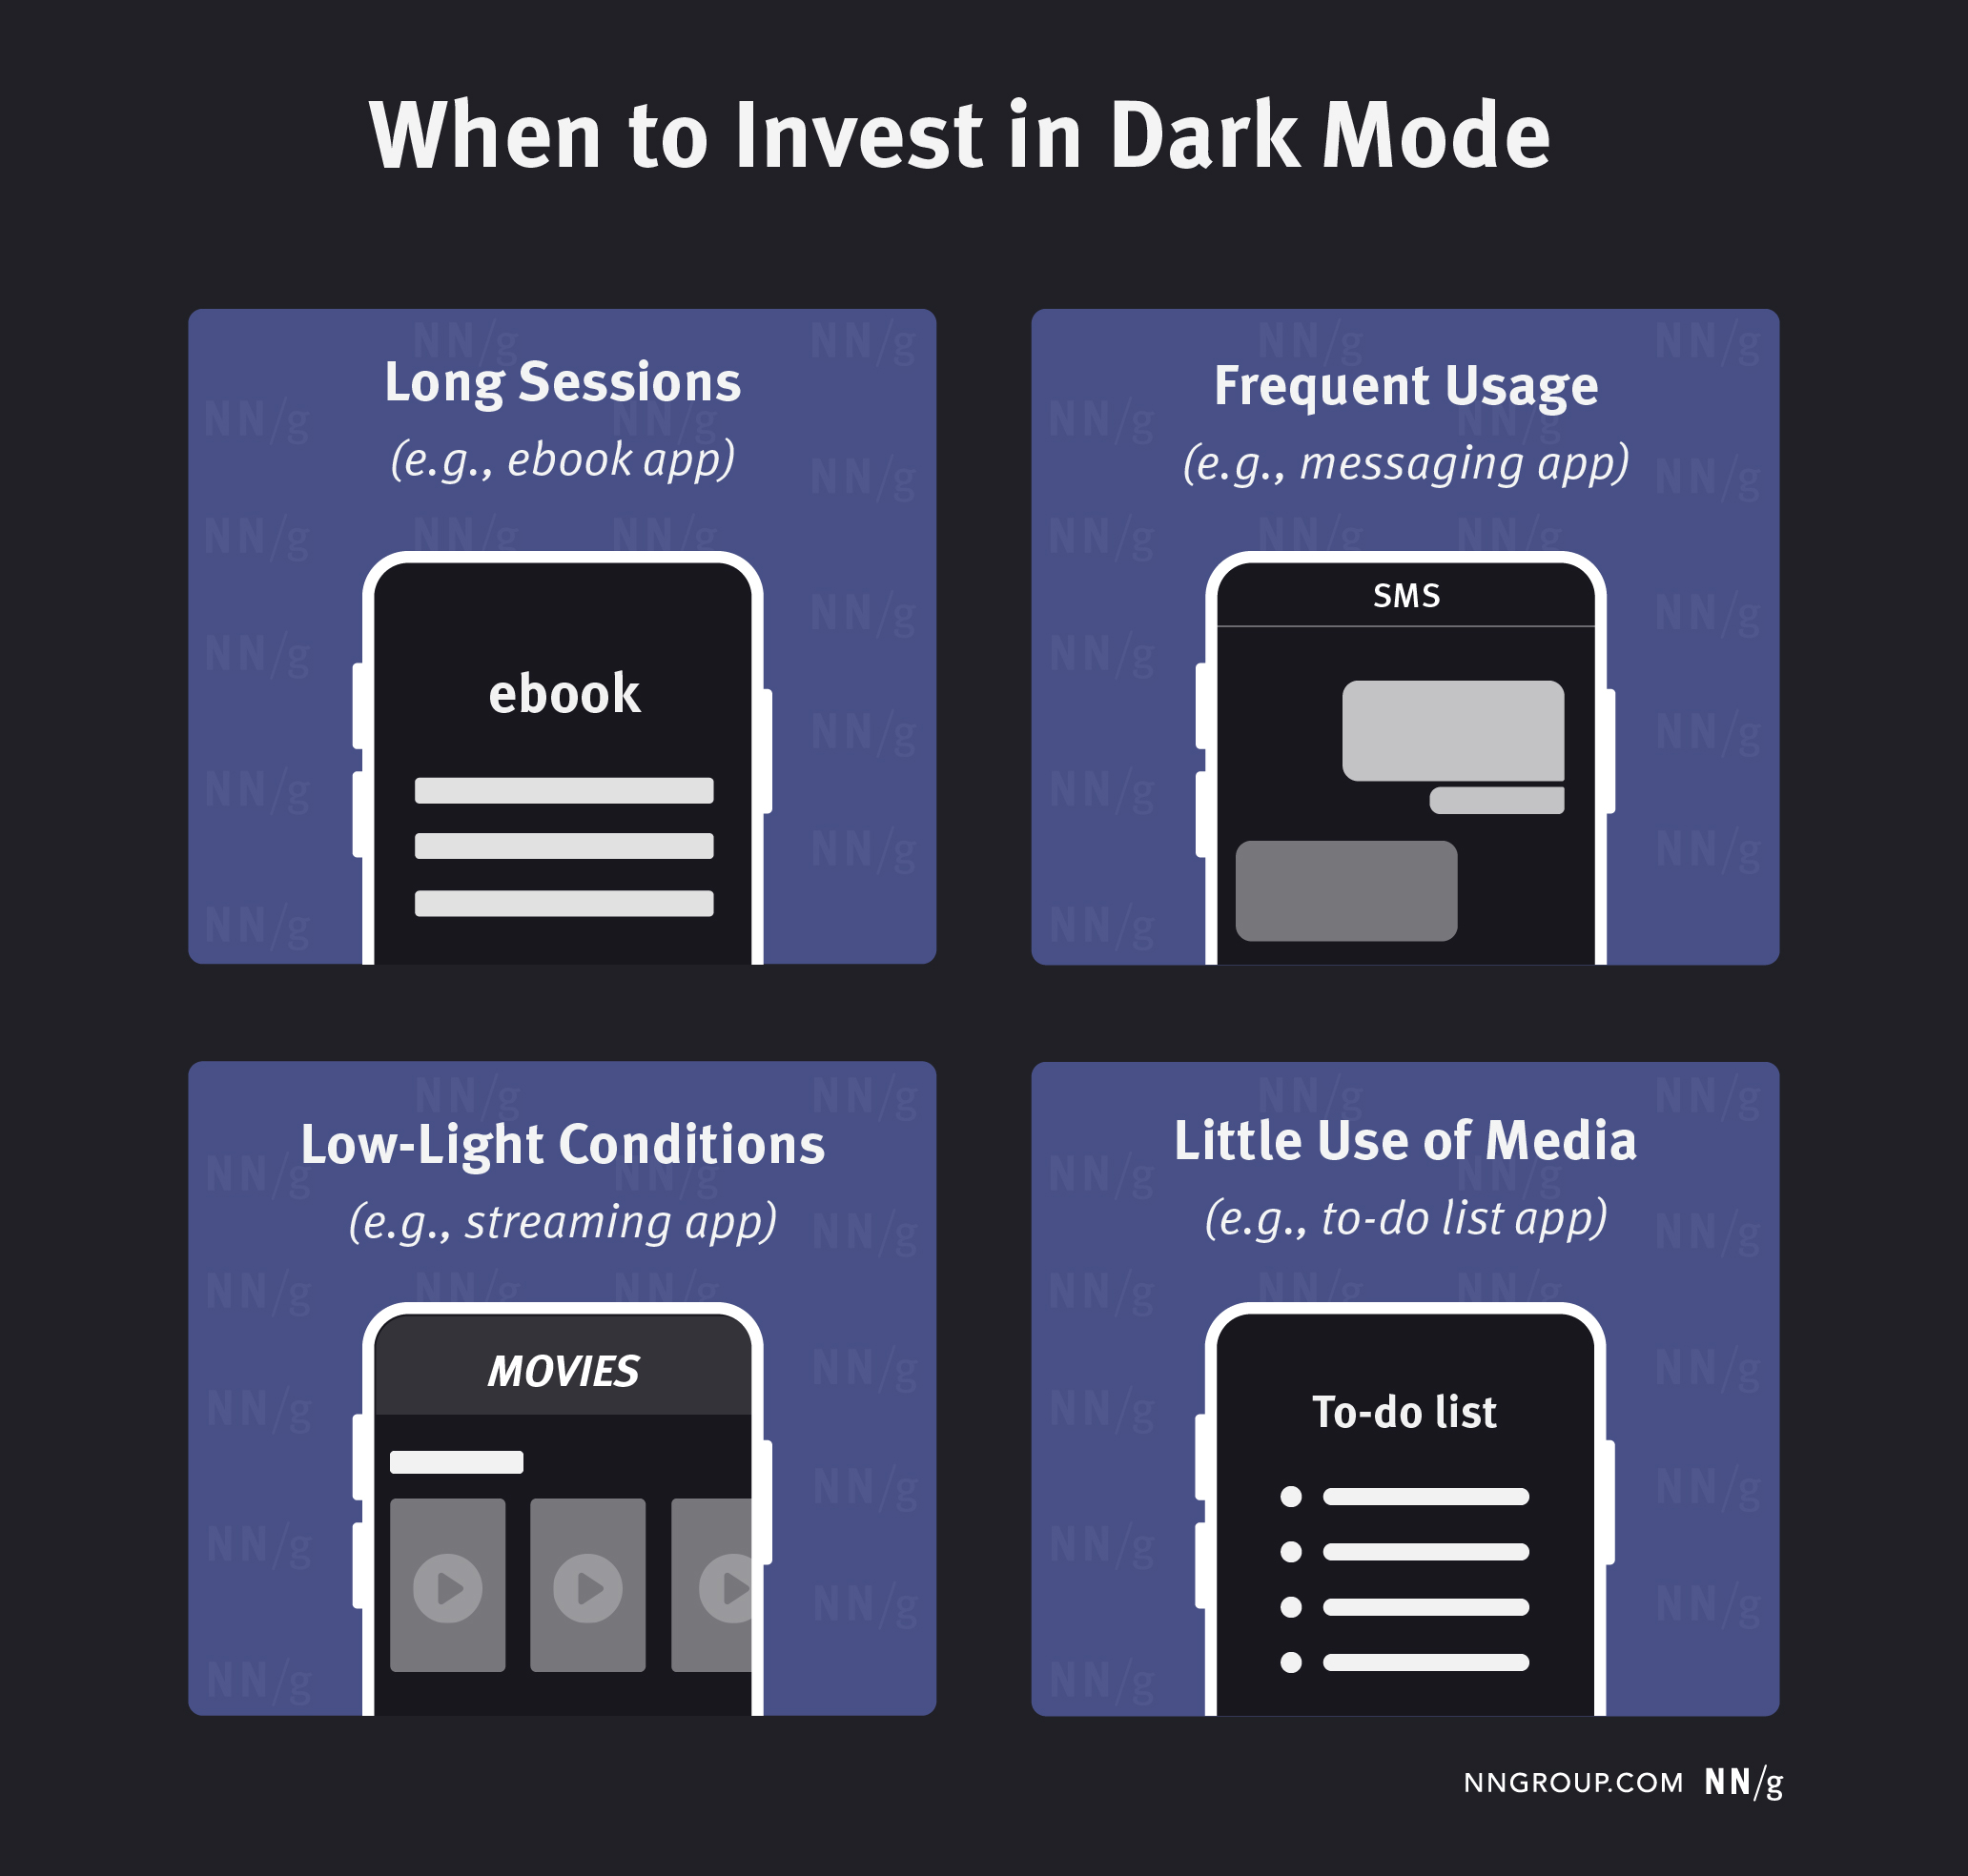 When to Invest in Dark Mode
Long Sessions
(e.g., ebook app)
ebook
Frequent Usage
(e.g., messaging app)
SMS
Low-Light Conditions
(e.g., streaming app)
MOVIES
Little Use of Media
(e.g., to-do list app)
To-do list
NNGROUP.COM NN/g